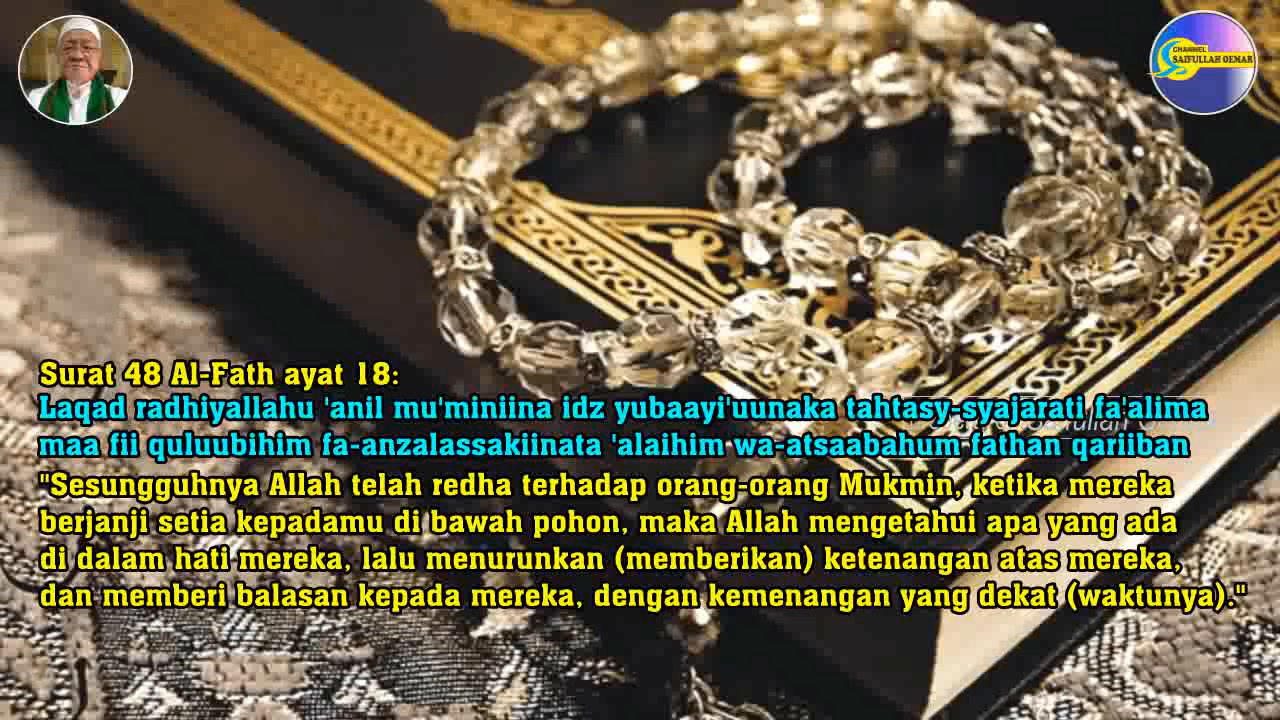 CHANNEL
SAIFULLAH OEMAR
Surat 48 Al-Fath ayat 18:
Laqad radhiyallahu 'anil mu'miniina idz yubaayi'uunaka tahtasy-syajarati fa'alima
maa fii quluubihim fa-anzalassakiinata 'alaihim wa-atsaabahum fathan qariiban
"Sesungguhnya Allah telah redha terhadap orang-orang Mukmin, ketika mereka
berjanji setia kepadamu di bawah pohon, maka Allah mengetahui apa yang ada
di dalam hati mereka, lalu menurunkan (memberikan) ketenangan atas mereka,
dan memberi balasan kepada mereka, dengan kemenangan yang dekat (waktunya)."